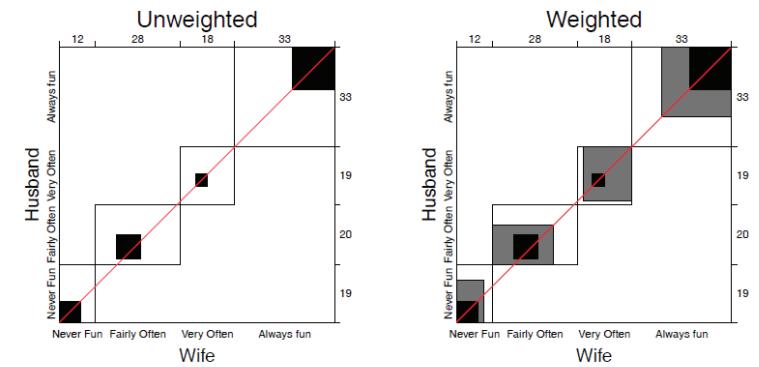 Unweighted
12 28 18 33
Husband
Always fun
Very Often
Fairly Often
Never Fun
33
19
20
19
Never Fun Fairly Often Very Often Always fun
Wife
Weighted
12 28 18 33
Husband
Always fun
Very Often
Fairly Often
Never Fun
33
19
20
19
Never Fun Fairly Often Very Often Always fun
Wife